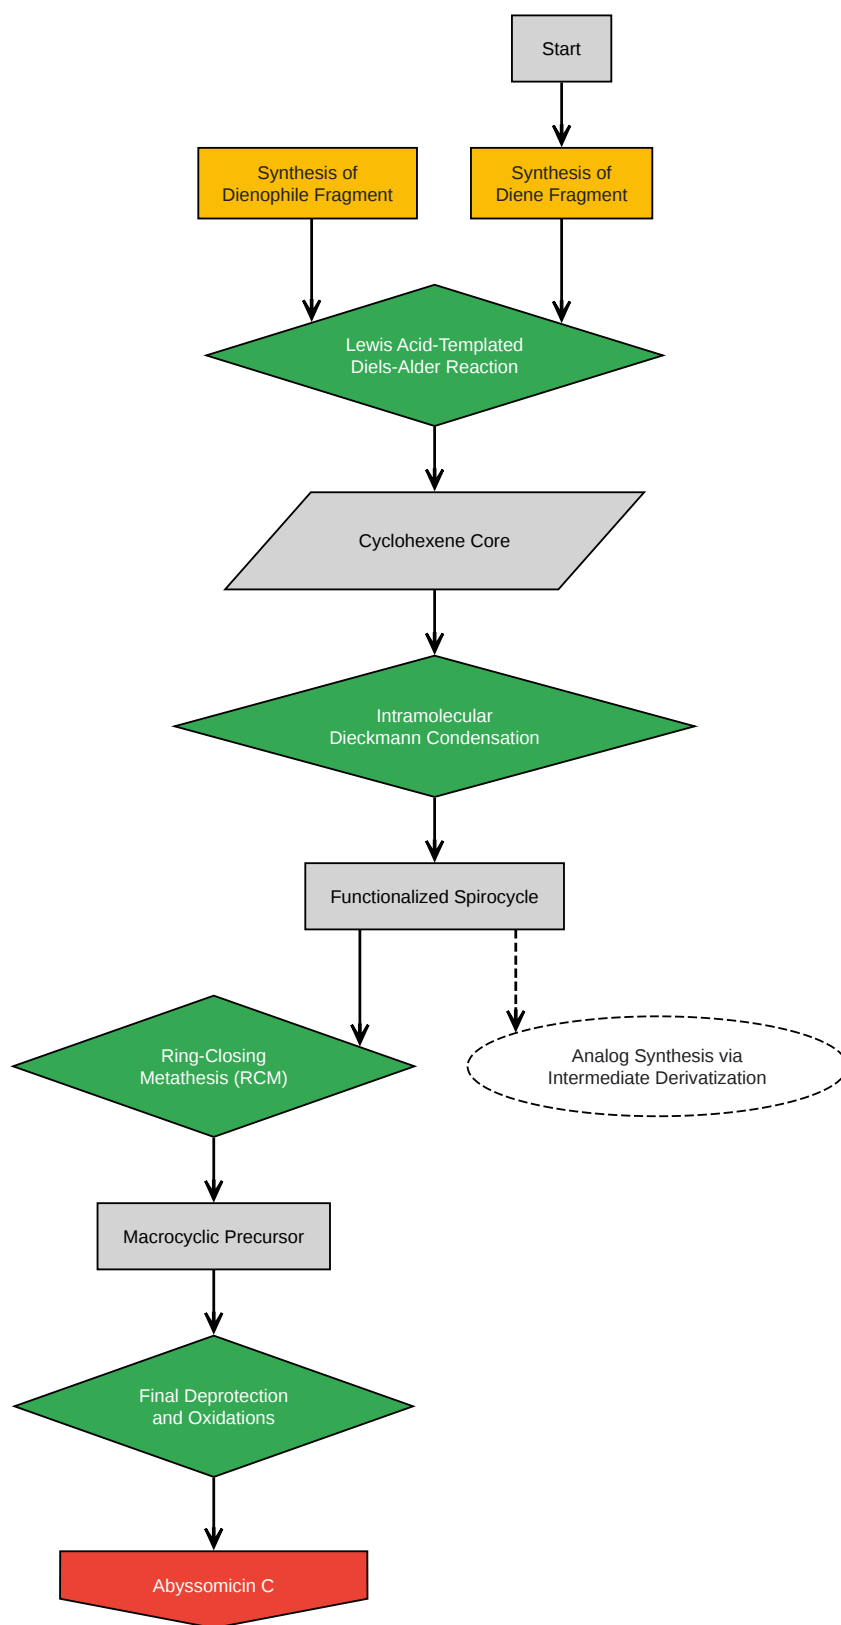 Start
Synthesis of
Dienophile Fragment
Synthesis of
Diene Fragment
Lewis Acid-Templated
Diels-Alder Reaction
Cyclohexene Core
Intramolecular
Dieckmann Condensation
Functionalized Spirocycle
Ring-Closing
Metathesis (RCM)
Analog Synthesis via
Intermediate Derivatization
Macrocyclic Precursor
Final Deprotection
and Oxidations
Abyssomicin C